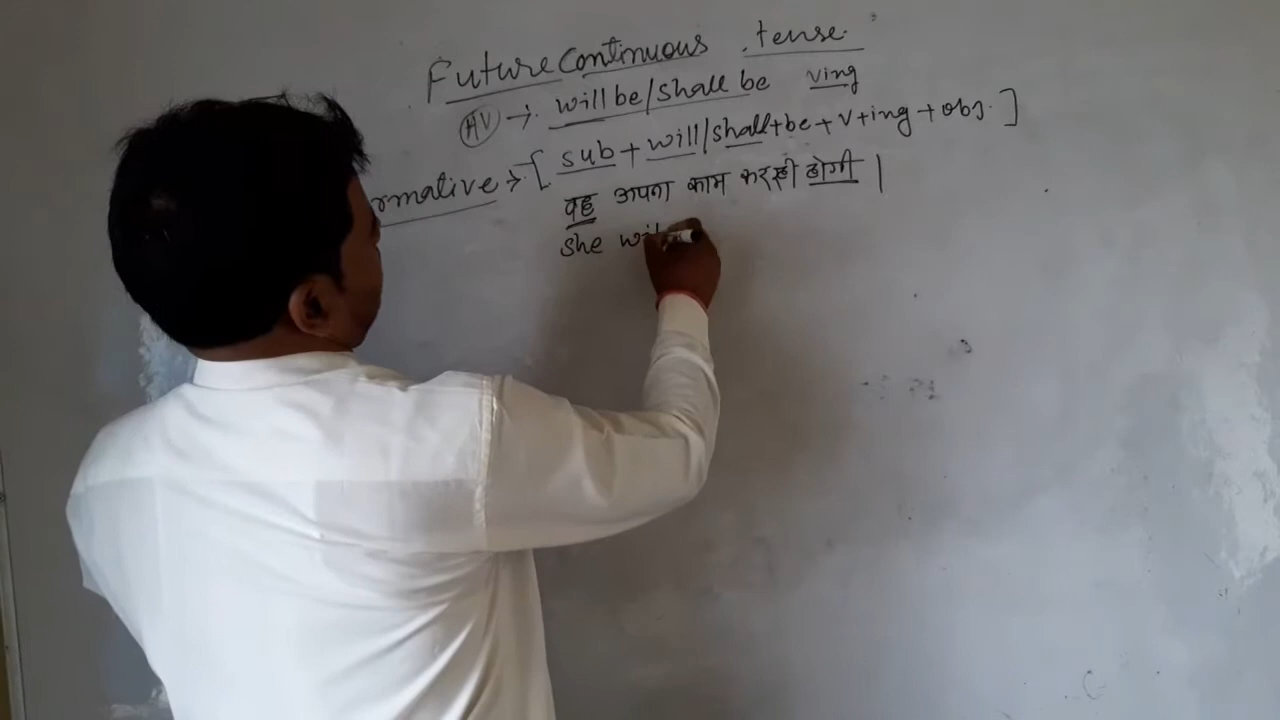 Future Continuous tense
HV → will be/shall be ving
rmative → [sub + will/shall+be+v+ing+obj.]
वह अपना काम कर रही होगी |
she wil